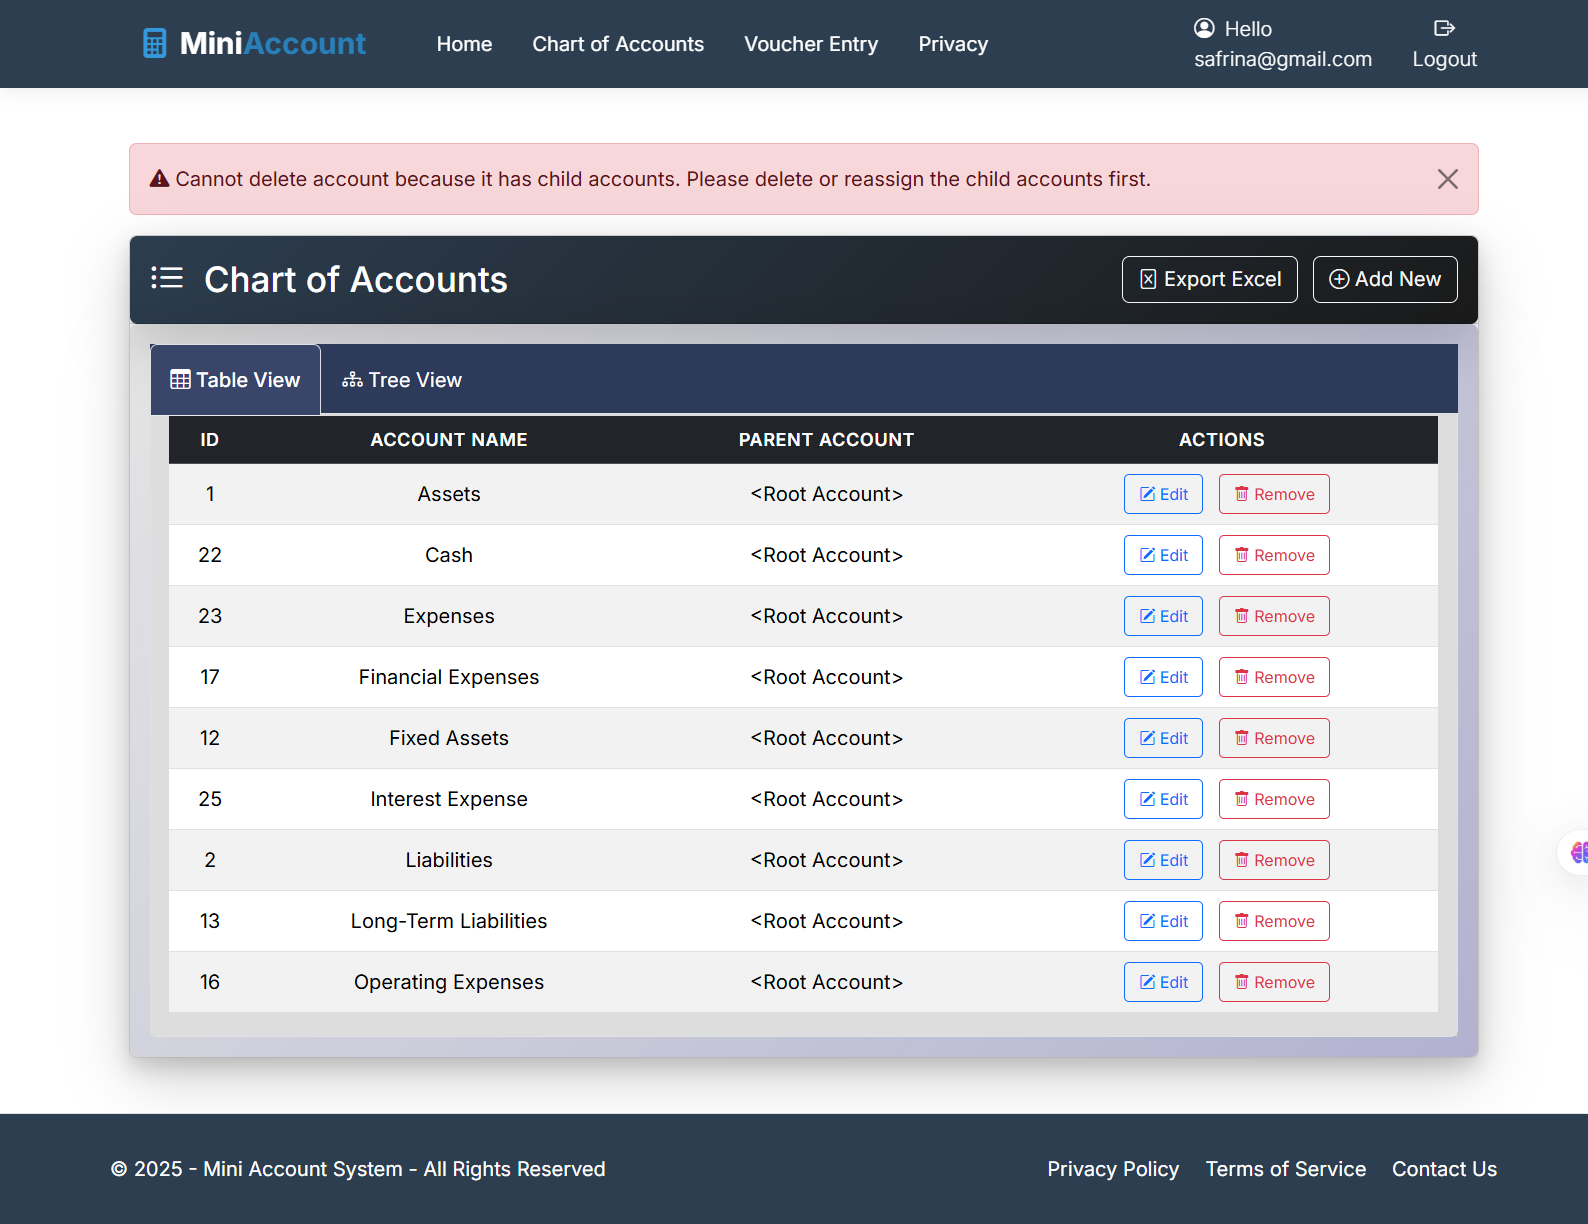 MiniAccount Home Chart of Accounts Voucher Entry Privacy Hello safrina@gmail.com Logout
Cannot delete account because it has child accounts. Please delete or reassign the child accounts first.
Chart of Accounts Export Excel Add New
Table View Tree View
ID ACCOUNT NAME PARENT ACCOUNT ACTIONS
1 Assets <Root Account> Edit Remove
22 Cash <Root Account> Edit Remove
23 Expenses <Root Account> Edit Remove
17 Financial Expenses <Root Account> Edit Remove
12 Fixed Assets <Root Account> Edit Remove
25 Interest Expense <Root Account> Edit Remove
2 Liabilities <Root Account> Edit Remove
13 Long-Term Liabilities <Root Account> Edit Remove
16 Operating Expenses <Root Account> Edit Remove
© 2025 - Mini Account System - All Rights Reserved Privacy Policy Terms of Service Contact Us